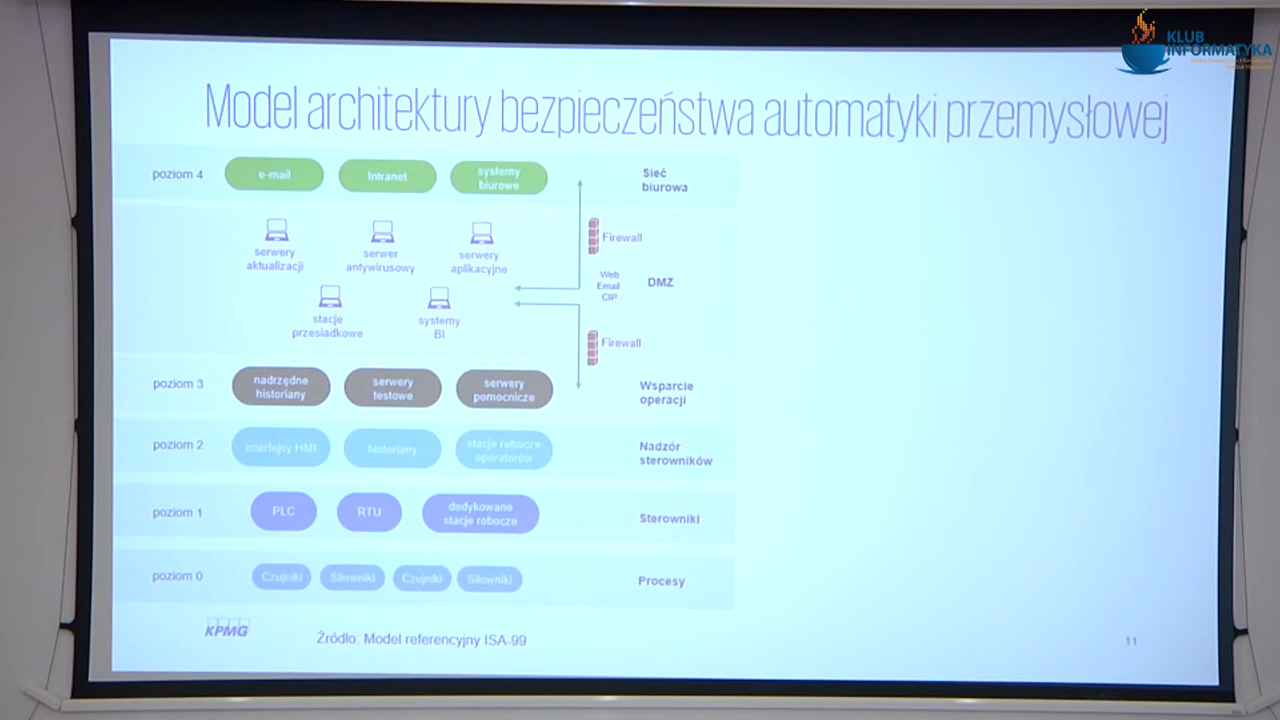 KLUB
INFORMATYKA
Model architektury bezpieczeństwa automatyki przemysłowej
poziom 4
e-mail
Intranet
systemy
biurowe
Sieć
biurowa
serwery
aktualizacji
serwer
antywirusowy
serwery
aplikacyjne
Firewall
Web
Email
CIP
DMZ
stacje
przesiadkowe
systemy
BI
Firewall
poziom 3
nadrzędne
historiany
serwery
testowe
serwery
pomocnicze
Wsparcie
operacji
poziom 2
interfejsy HMI
historiany
stacje robocze
operatorów
Nadzór
sterowników
poziom 1
PLC
RTU
dedykowane
stacje robocze
Sterowniki
poziom 0
Czujniki
Siłowniki
Czujniki
Siłowniki
Procesy
KPMG
Źródło: Model referencyjny ISA-99
11